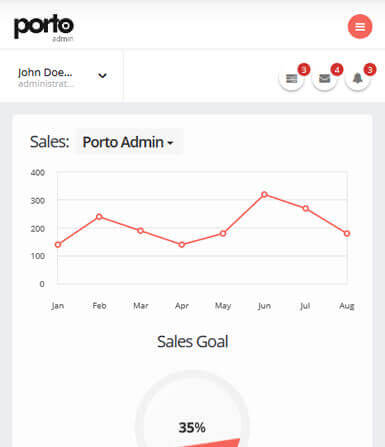 porto
admin
John Doe...
administrat...
3
4
3
Sales: Porto Admin
400
300
200
100
0
Jan Feb Mar Apr May Jun Jul Aug
Sales Goal
35%